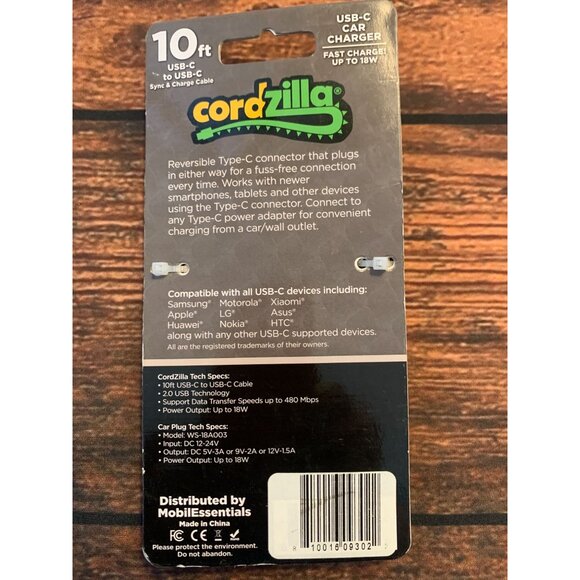 10ft
USB-C
to USB-C
Sync & Charge Cable
USB-C
CAR
CHARGER
FAST CHARGE!
UP TO 18W
cordzilla®
Reversible Type-C connector that plugs
in either way for a fuss-free connection
every time. Works with newer
smartphones, tablets and other devices
using the Type-C connector. Connect to
any Type-C power adapter for convenient
charging from a car/wall outlet.
Compatible with all USB-C devices including:
Samsung® Motorola® Xiaomi®
Apple® LG® Asus®
Huawei® Nokia® HTC®
along with any other USB-C supported devices.
All are the registered trademarks of their owners.
CordZilla Tech Specs:
• 10ft USB-C to USB-C Cable
• 2.0 USB Technology
• Support Data Transfer Speeds up to 480 Mbps
• Power Output: Up to 18W
Car Plug Tech Specs:
• Model: WS-18A003
• Input: DC 12-24V
• Output: DC 5V-3A or 9V-2A or 12V-1.5A
• Power Output: Up to 18W
Distributed by
MobilEssentials
Made in China
FC CE
Please protect the environment.
Do not throw away.
8 10016 09302